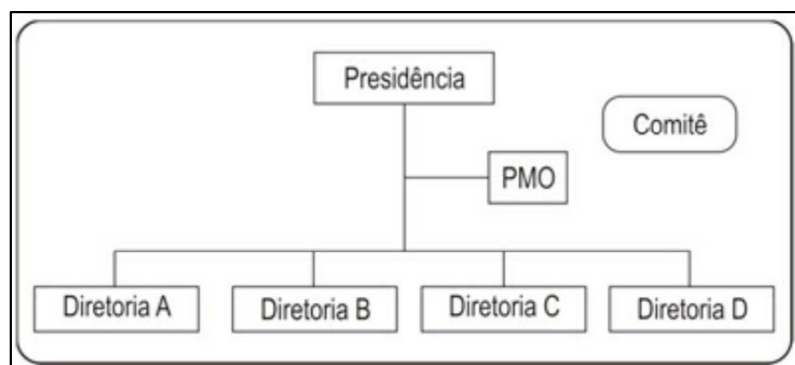 Presidência
Comitê
PMO
Diretoria A
Diretoria B
Diretoria C
Diretoria D